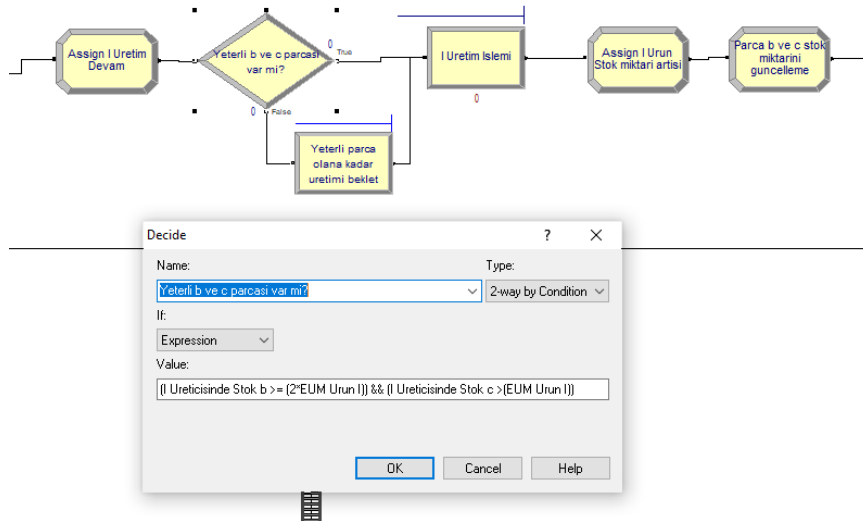 Assign I Uretim
Devam
Yeterli b ve c parcasi
var mi?
0
True
0
False
I Uretim Islemi
0
Assign I Urun
Stok miktari artisi
Parca b ve c stok
miktarini
guncelleme
Yeterli parca
olana kadar
uretimi beklet
Decide
?
Name:
Type:
Yeterli b ve c parcasi var mi?
2-way by Condition
If:
Expression
Value:
(I Ureticisinde Stok b >= (2*EUM Urun I)) && (I Ureticisinde Stok c >(EUM Urun I))
OK
Cancel
Help